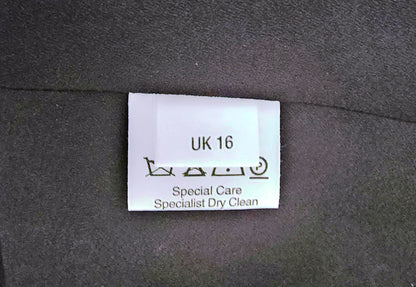 UK 16
Special Care
Specialist Dry Clean